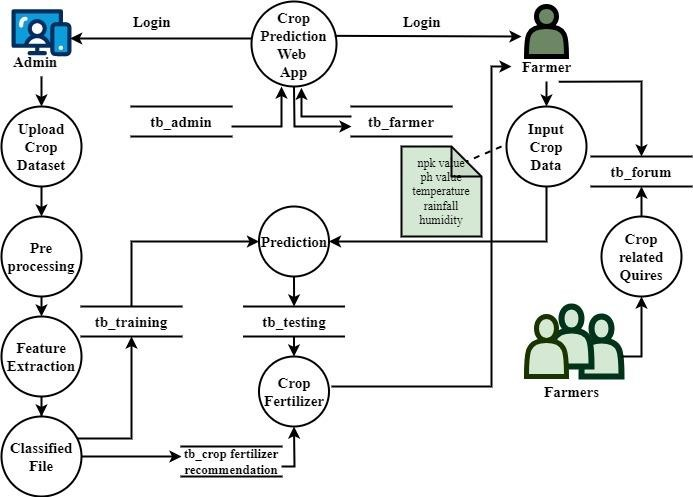 Login
Login
Crop
Prediction
Web
App
Admin
Farmer
tb_admin
tb_farmer
Upload
Crop
Dataset
Input
Crop
Data
npk value
ph value
temperature
rainfall
humidity
tb_forum
Pre
processing
Prediction
Crop
related
Quires
tb_training
tb_testing
Feature
Extraction
Crop
Fertilizer
Farmers
Classified
File
tb_crop fertilizer
recommendation